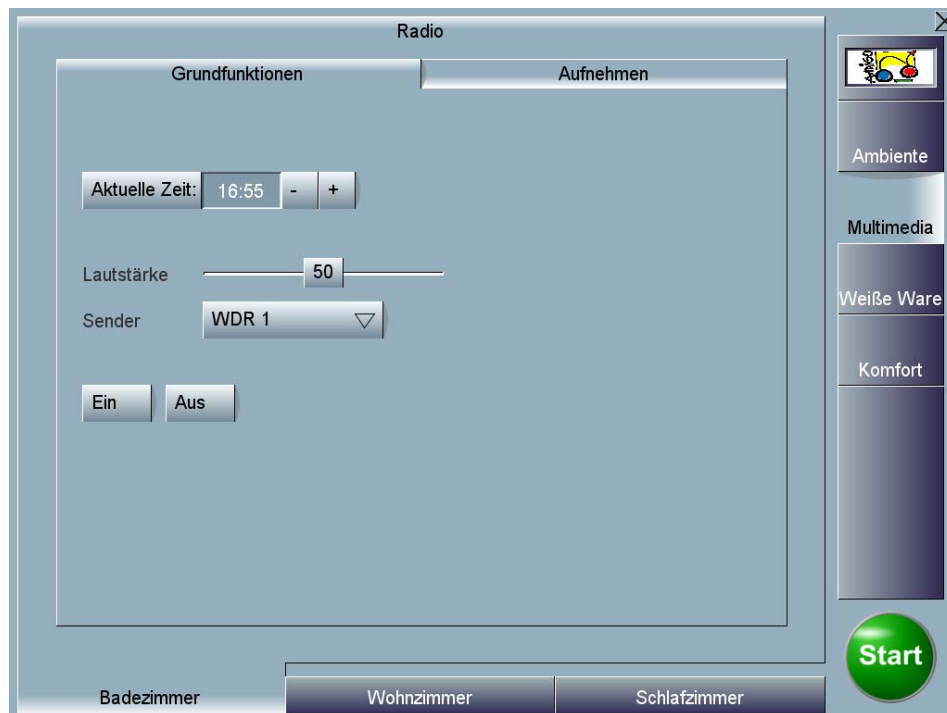 Radio
Grundfunktionen
Aufnehmen
Aktuelle Zeit: 16:55 - +
Lautstärke 50
Sender WDR 1
Ein Aus
Badezimmer
Wohnzimmer
Schlafzimmer
Amigo
Ambiente
Multimedia
Weiße Ware
Komfort
Start